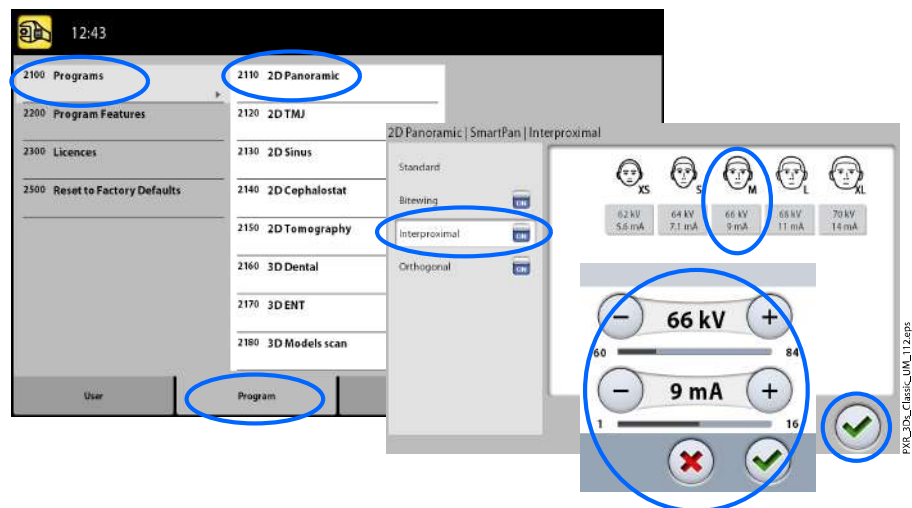 12:43
2100 Programs
2200 Program Features
2300 Licences
2500 Reset to Factory Defaults
2110 2D Panoramic
2120 2D TMJ
2130 2D Sinus
2140 2D Cephalostat
2150 2D Tomography
2160 3D Dental
2170 3D ENT
2180 3D Models scan
User
Program
2D Panoramic | SmartPan | Interproximal
Standard
Bitewing ON
Interproximal ON
Orthogonal ON
XS S M L XL
62 kV 64 kV 66 kV 68 kV 70 kV
5.6 mA 7.1 mA 9 mA 11 mA 14 mA
− 66 kV +
60 84
− 9 mA +
1 16
PXR_3Ds_Classic_UM_112.eps